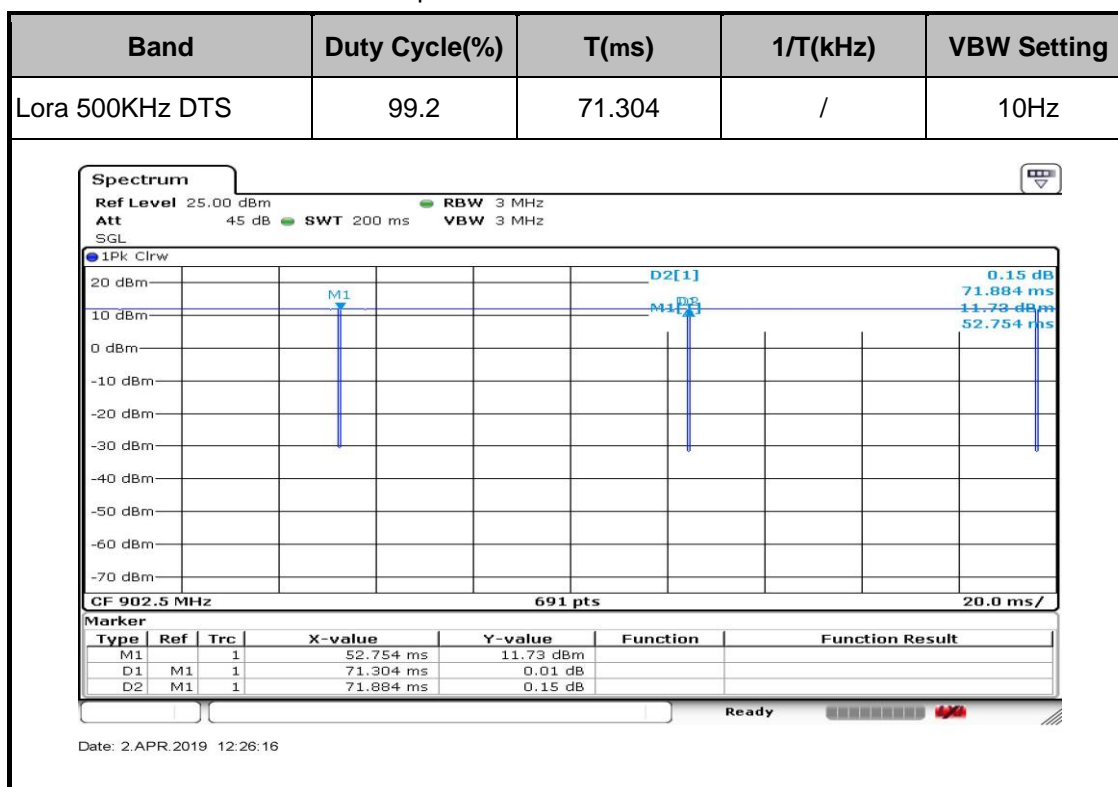 Band Duty Cycle(%) T(ms) 1/T(kHz) VBW Setting
Lora 500KHz DTS 99.2 71.304 / 10Hz
Spectrum
Ref Level 25.00 dBm RBW 3 MHz
Att 45 dB SWT 200 ms VBW 3 MHz
SGL
1Pk Clrw
D2[1] 0.15 dB
71.884 ms
M1[1] 11.73 dBm
52.754 ms
M1
20 dBm
10 dBm
0 dBm
-10 dBm
-20 dBm
-30 dBm
-40 dBm
-50 dBm
-60 dBm
-70 dBm
CF 902.5 MHz 691 pts 20.0 ms/
Marker
Type Ref Trc X-value Y-value Function Function Result
M1 1 52.754 ms 11.73 dBm
D1 M1 1 71.304 ms 0.01 dB
D2 M1 1 71.884 ms 0.15 dB
Ready
Date: 2.APR.2019 12:26:16